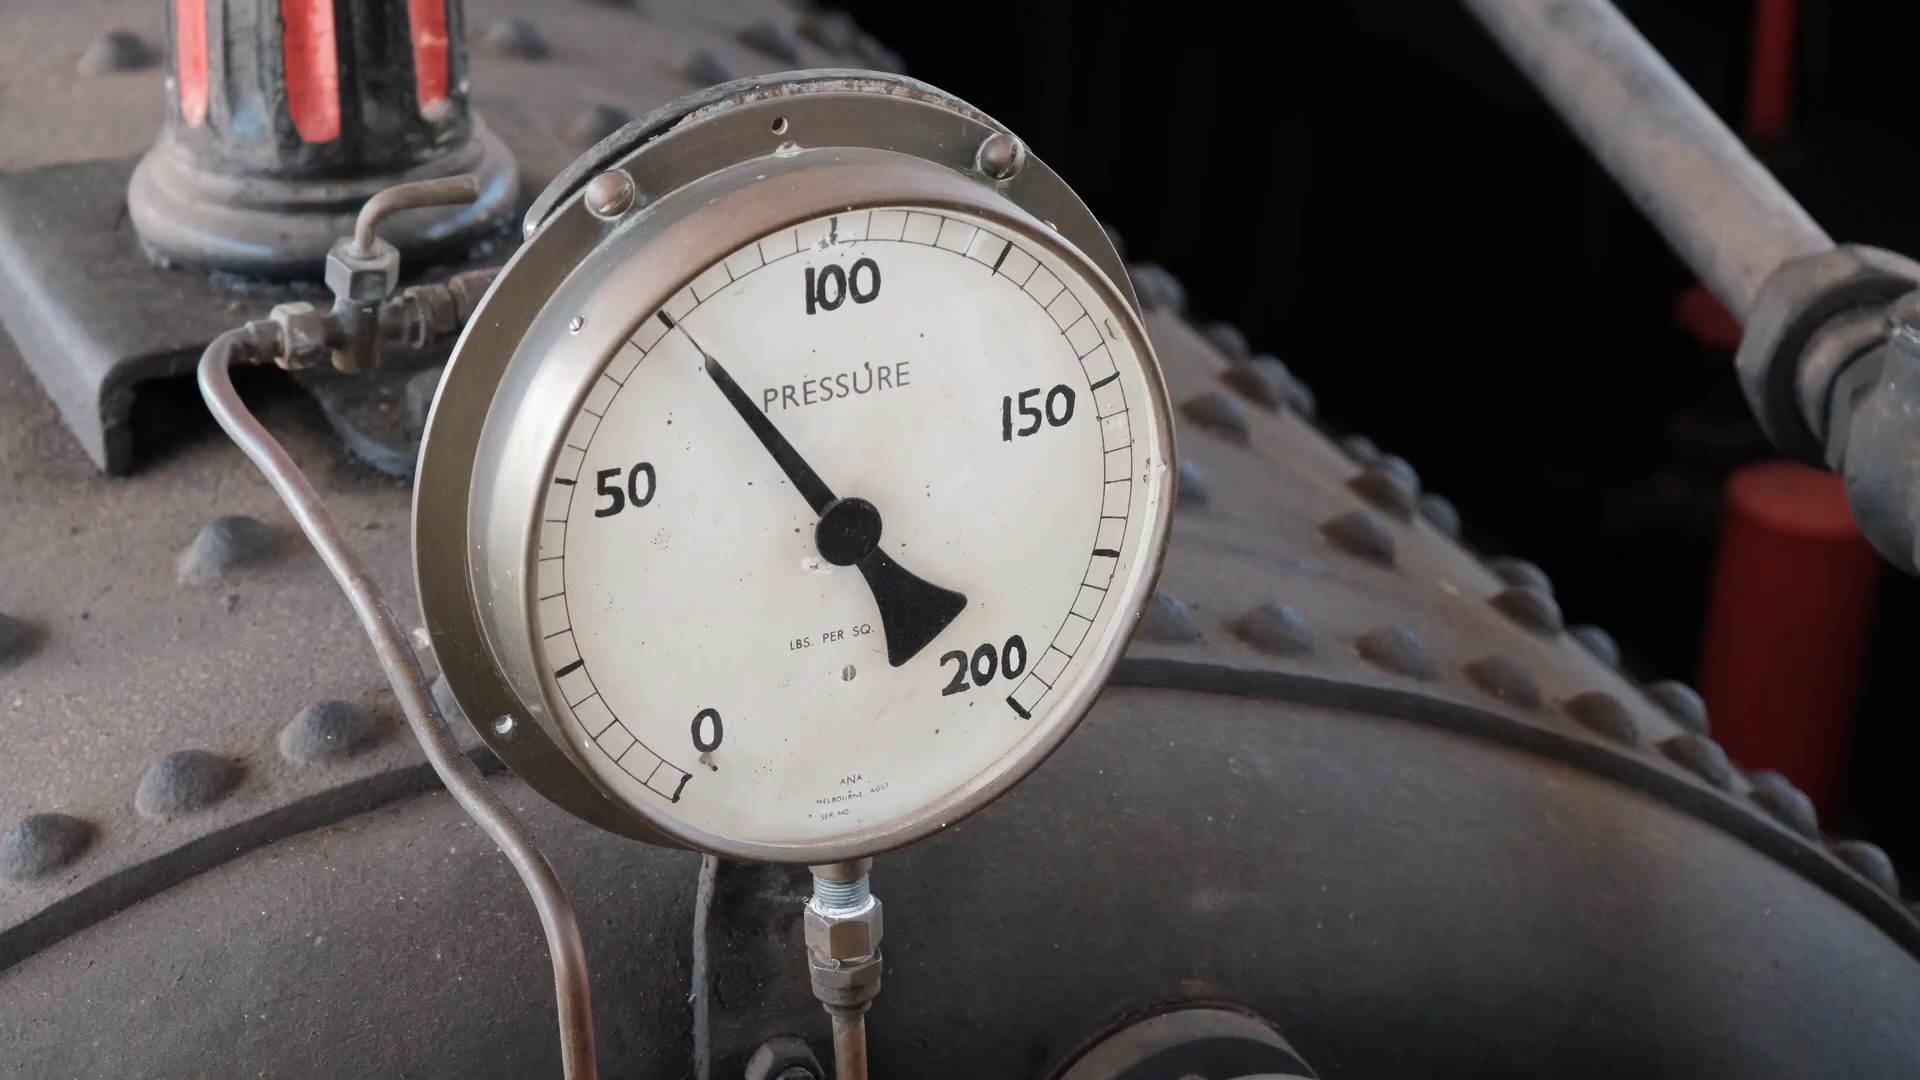 100
PRESSURE
150
50
LBS. PER SQ.
200
0
ANA
MELBOURNE. AUST
SER NO